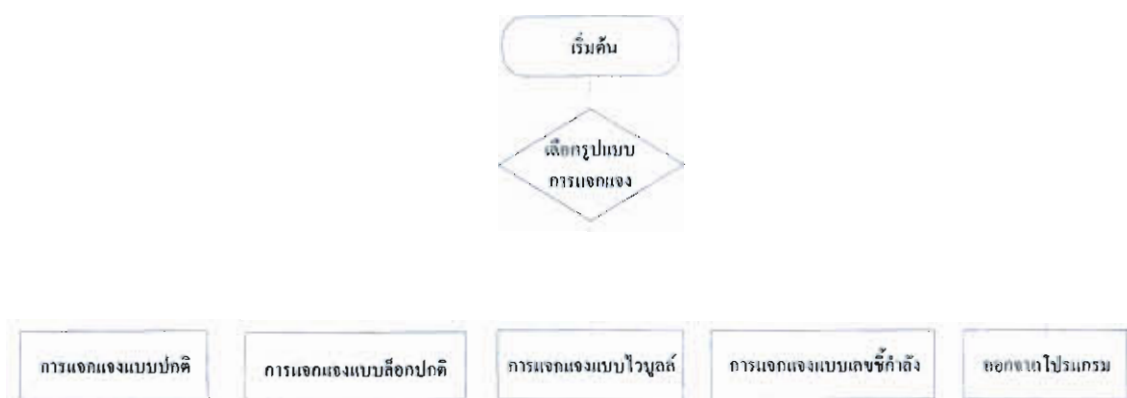 เริ่มต้น
เลือกรูปแบบ
การแจกแจง
การแจกแจงแบบปกติ
การแจกแจงแบบล็อกปกติ
การแจกแจงแบบไวบูลล์
การแจกแจงแบบเลขชี้กำลัง
ออกจากโปรแกรม